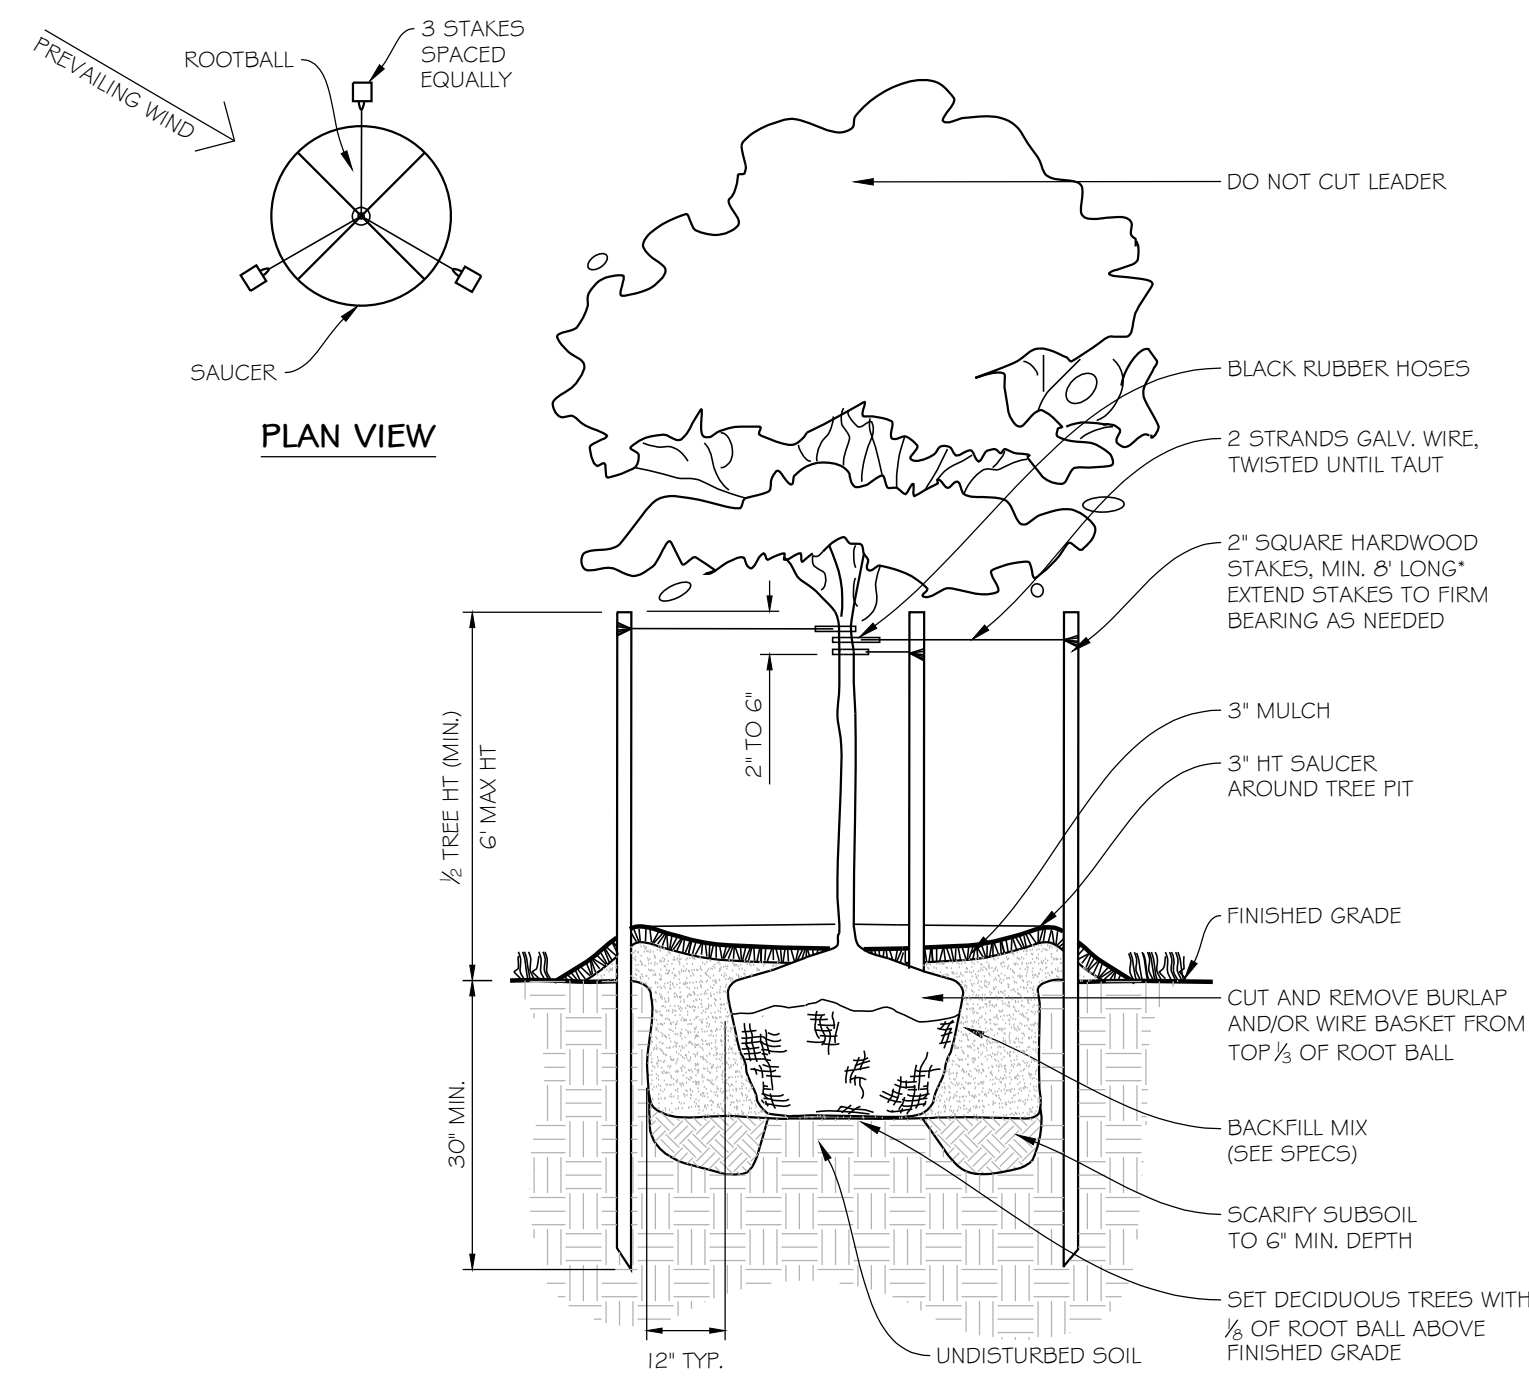 PREVAILING WIND
ROOTBALL
3 STAKES
SPACED
EQUALLY
SAUCER
PLAN VIEW
DO NOT CUT LEADER
BLACK RUBBER HOSES
2 STRANDS GALV. WIRE,
TWISTED UNTIL TAUT
2" SQUARE HARDWOOD
STAKES, MIN. 8' LONG*
EXTEND STAKES TO FIRM
BEARING AS NEEDED
½ TREE HT (MIN.)
6' MAX HT
2" TO 6"
3" MULCH
3" HT SAUCER
AROUND TREE PIT
FINISHED GRADE
CUT AND REMOVE BURLAP
AND/OR WIRE BASKET FROM
TOP ⅓ OF ROOT BALL
30" MIN.
BACKFILL MIX
(SEE SPECS)
SCARIFY SUBSOIL
TO 6" MIN. DEPTH
SET DECIDUOUS TREES WITH
⅛ OF ROOT BALL ABOVE
FINISHED GRADE
12" TYP.
UNDISTURBED SOIL